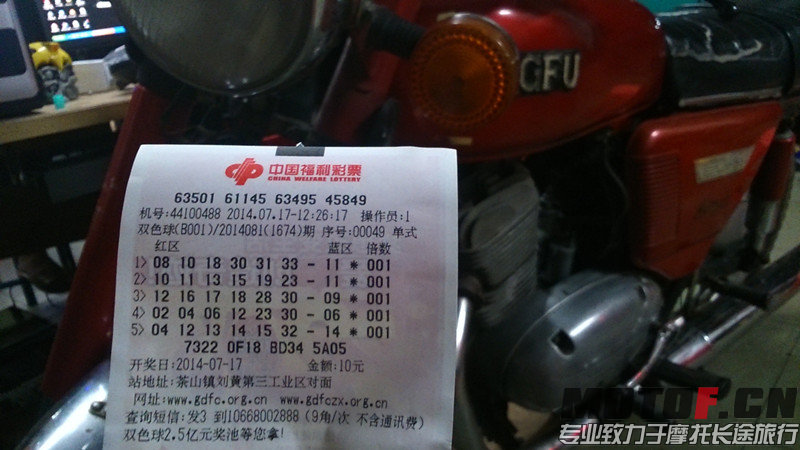 GFU
中国福利彩票
CHINA WELFARE LOTTERY
63501 61145 63495 45849
机号:44100488 2014.07.17-12:26:17 操作员:1
双色球(B001)/2014081(1674)期 序号:00049 单式
红区 蓝区 倍数
1> 08 10 18 30 31 33 - 11 * 001
2> 10 11 13 15 19 23 - 11 * 001
3> 12 16 17 18 28 30 - 09 * 001
4> 02 04 06 12 23 30 - 06 * 001
5> 04 12 13 14 15 32 - 14 * 001
7322 0F18 BD34 5A05
开奖日:2014-07-17 金额:10元
站地址:茶山镇刘黄第三工业区对面
网址:www.gdfc.org.cn www.gdfczx.org.cn
查询短信:发3 到10668002888 (9角/次 不含通讯费)
双色球2.5亿元奖池等您拿!
MOTOF.CN
专业致力于摩托长途旅行